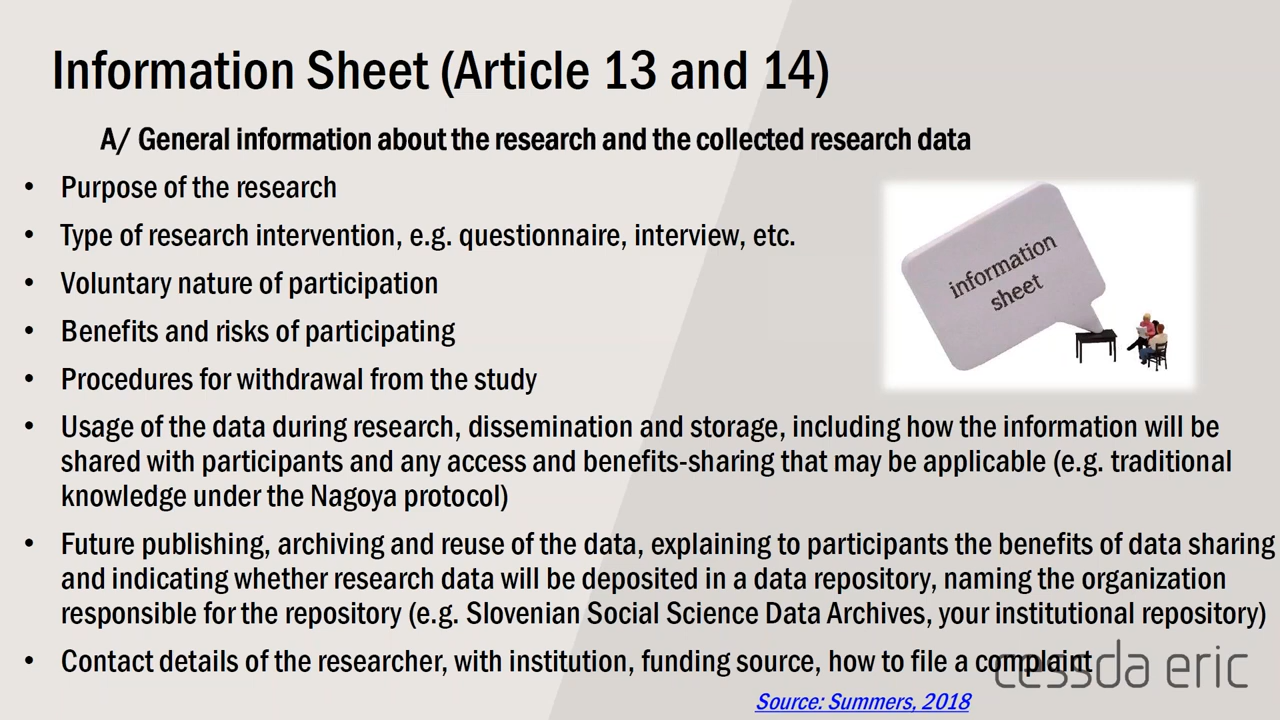 Information Sheet (Article 13 and 14)
A/ General information about the research and the collected research data
• Purpose of the research
• Type of research intervention, e.g. questionnaire, interview, etc.
• Voluntary nature of participation
• Benefits and risks of participating
• Procedures for withdrawal from the study
information
sheet
• Usage of the data during research, dissemination and storage, including how the information will be
shared with participants and any access and benefits-sharing that may be applicable (e.g. traditional
knowledge under the Nagoya protocol)
• Future publishing, archiving and reuse of the data, explaining to participants the benefits of data sharing
and indicating whether research data will be deposited in a data repository, naming the organization
responsible for the repository (e.g. Slovenian Social Science Data Archives, your institutional repository)
• Contact details of the researcher, with institution, funding source, how to file a complaint
cessda eric
Source: Summers, 2018